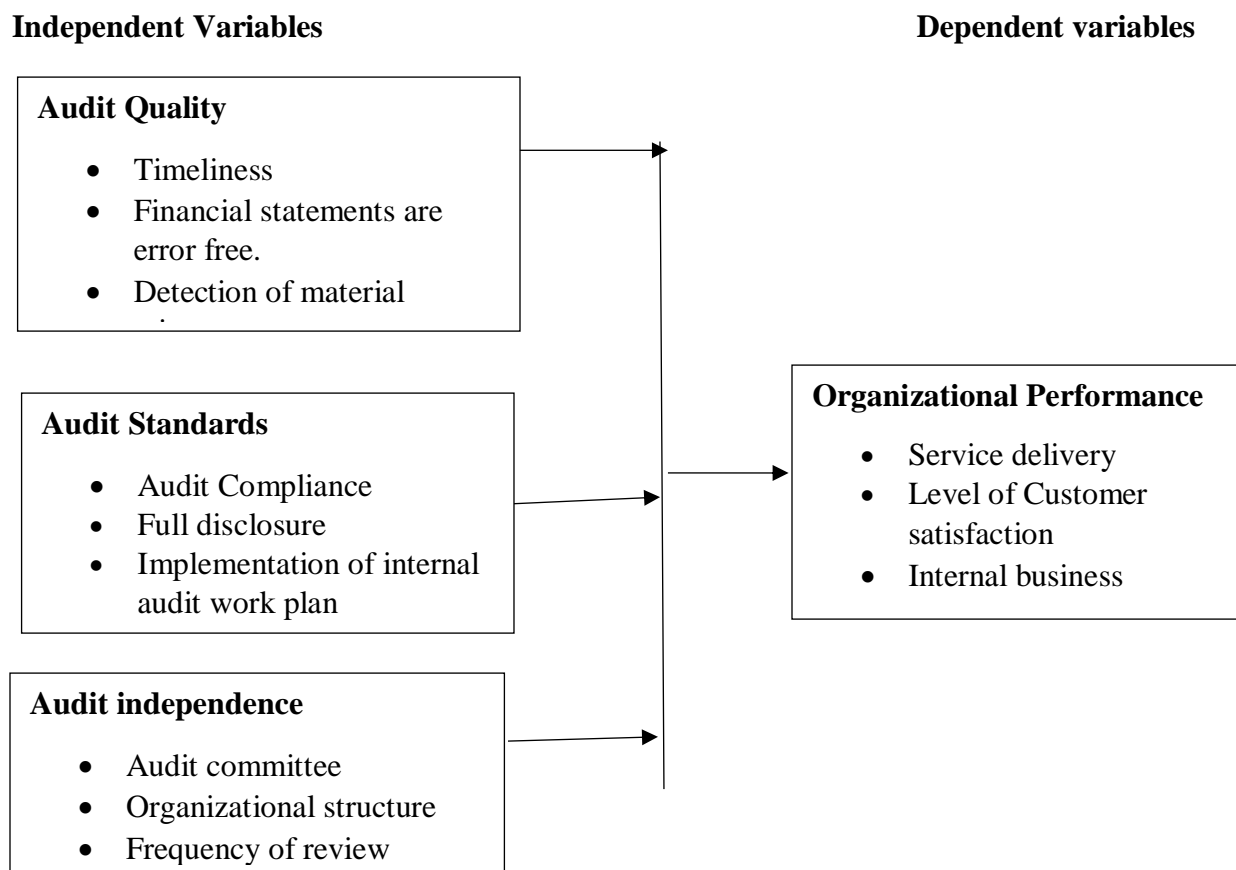 Independent Variables
Dependent variables
Audit Quality
• Timeliness
• Financial statements are
error free.
• Detection of material
Audit Standards
• Audit Compliance
• Full disclosure
• Implementation of internal
audit work plan
Audit independence
• Audit committee
• Organizational structure
• Frequency of review
Organizational Performance
• Service delivery
• Level of Customer
satisfaction
• Internal business